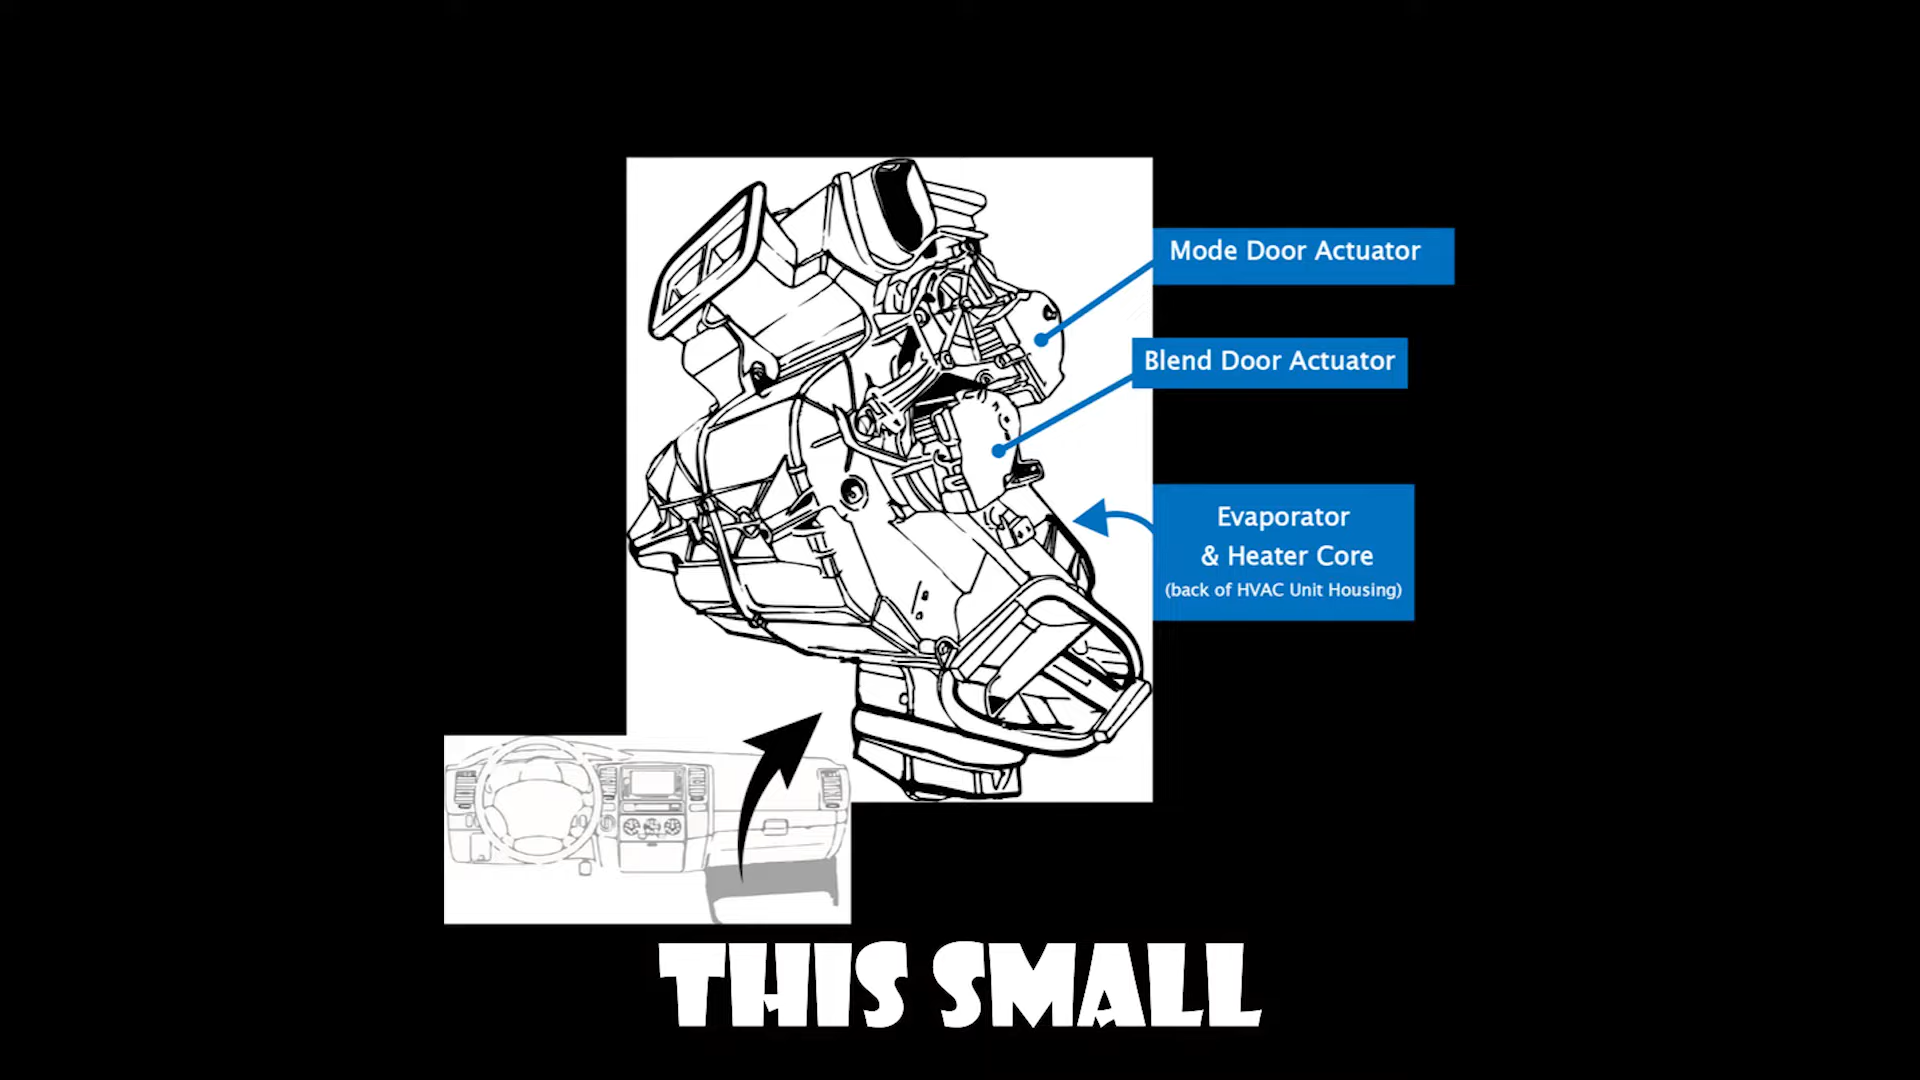 Mode Door Actuator
Blend Door Actuator
Evaporator
& Heater Core
(back of HVAC Unit Housing)
THIS SMALL